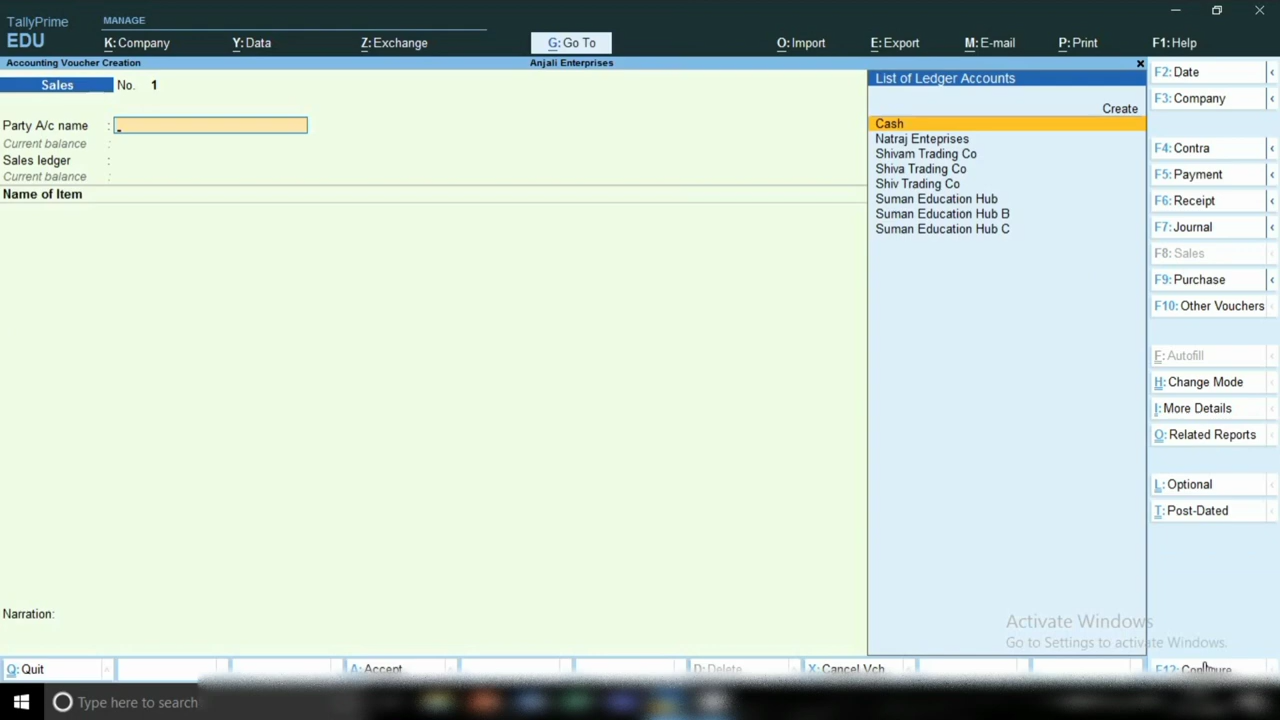 TallyPrime
EDU
MANAGE
K: Company
Y: Data
Z: Exchange
G: Go To
O: Import
E: Export
M: E-mail
P: Print
F1: Help
Accounting Voucher Creation
Anjali Enterprises
Sales
No. 1
Party A/c name :
Current balance :
Sales ledger :
Current balance :
Name of Item
Narration:
List of Ledger Accounts
Create
Cash
Natraj Enteprises
Shivam Trading Co
Shiva Trading Co
Shiv Trading Co
Suman Education Hub
Suman Education Hub B
Suman Education Hub C
F2: Date
F3: Company
F4: Contra
F5: Payment
F6: Receipt
F7: Journal
F8: Sales
F9: Purchase
F10: Other Vouchers
F: Autofill
H: Change Mode
I: More Details
O: Related Reports
L: Optional
T: Post-Dated
Activate Windows
Go to Settings to activate Windows.
Q: Quit
A: Accept
D: Delete
X: Cancel Vch
F12: Configure
Type here to search